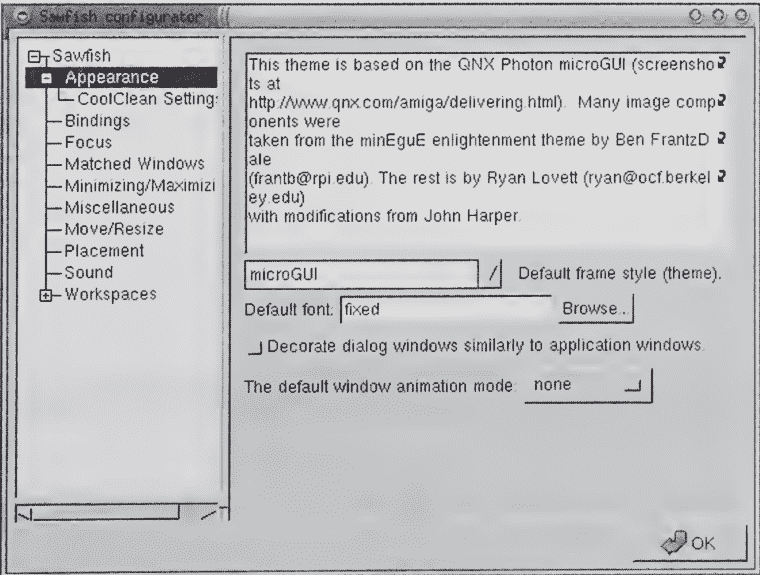 Sawfish configurator
Sawfish
Appearance
CoolClean Setting
Bindings
Focus
Matched Windows
Minimizing/Maximizi
Miscellaneous
Move/Resize
Placement
Sound
Workspaces
This theme is based on the QNX Photon microGUI (screensho
ts at
http://www.qnx.com/amiga/delivering.html). Many image comp
onents were
taken from the minEguE enlightenment theme by Ben FrantzD
ale
(frantb@rpi.edu). The rest is by Ryan Lovett (ryan@ocf.berkel
ey.edu)
with modifications from John Harper.
microGUI Default frame style (theme).
Default font: fixed Browse...
Decorate dialog windows similarly to application windows.
The default window animation mode: none
OK